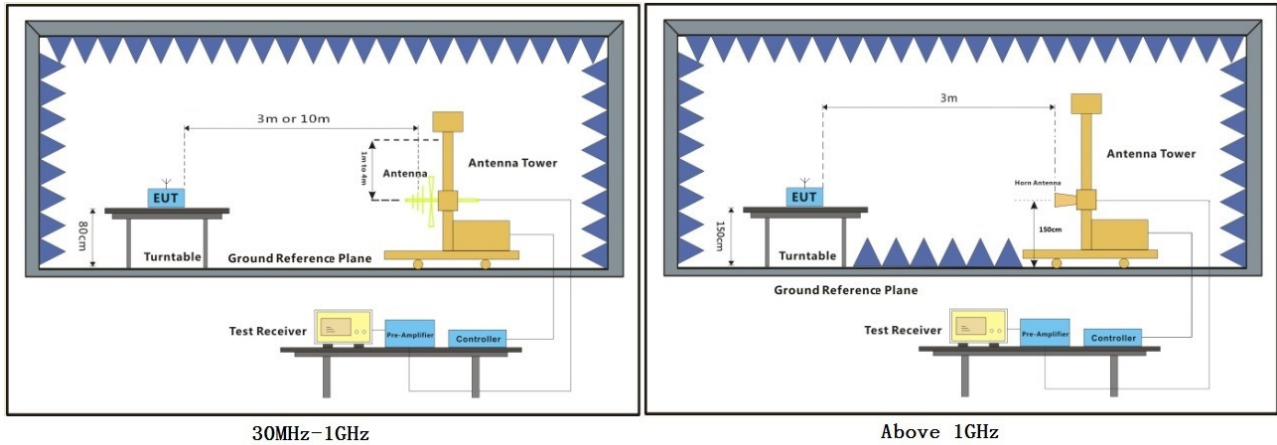 3m or 10m
1m to 4m
Antenna
Antenna Tower
EUT
80cm
Turntable
Ground Reference Plane
Test Receiver
Pre-Amplifier
Controller
30MHz-1GHz
3m
Antenna Tower
Horn Antenna
EUT
150cm
150cm
Turntable
Ground Reference Plane
Test Receiver
Pre-Amplifier
Controller
Above 1GHz